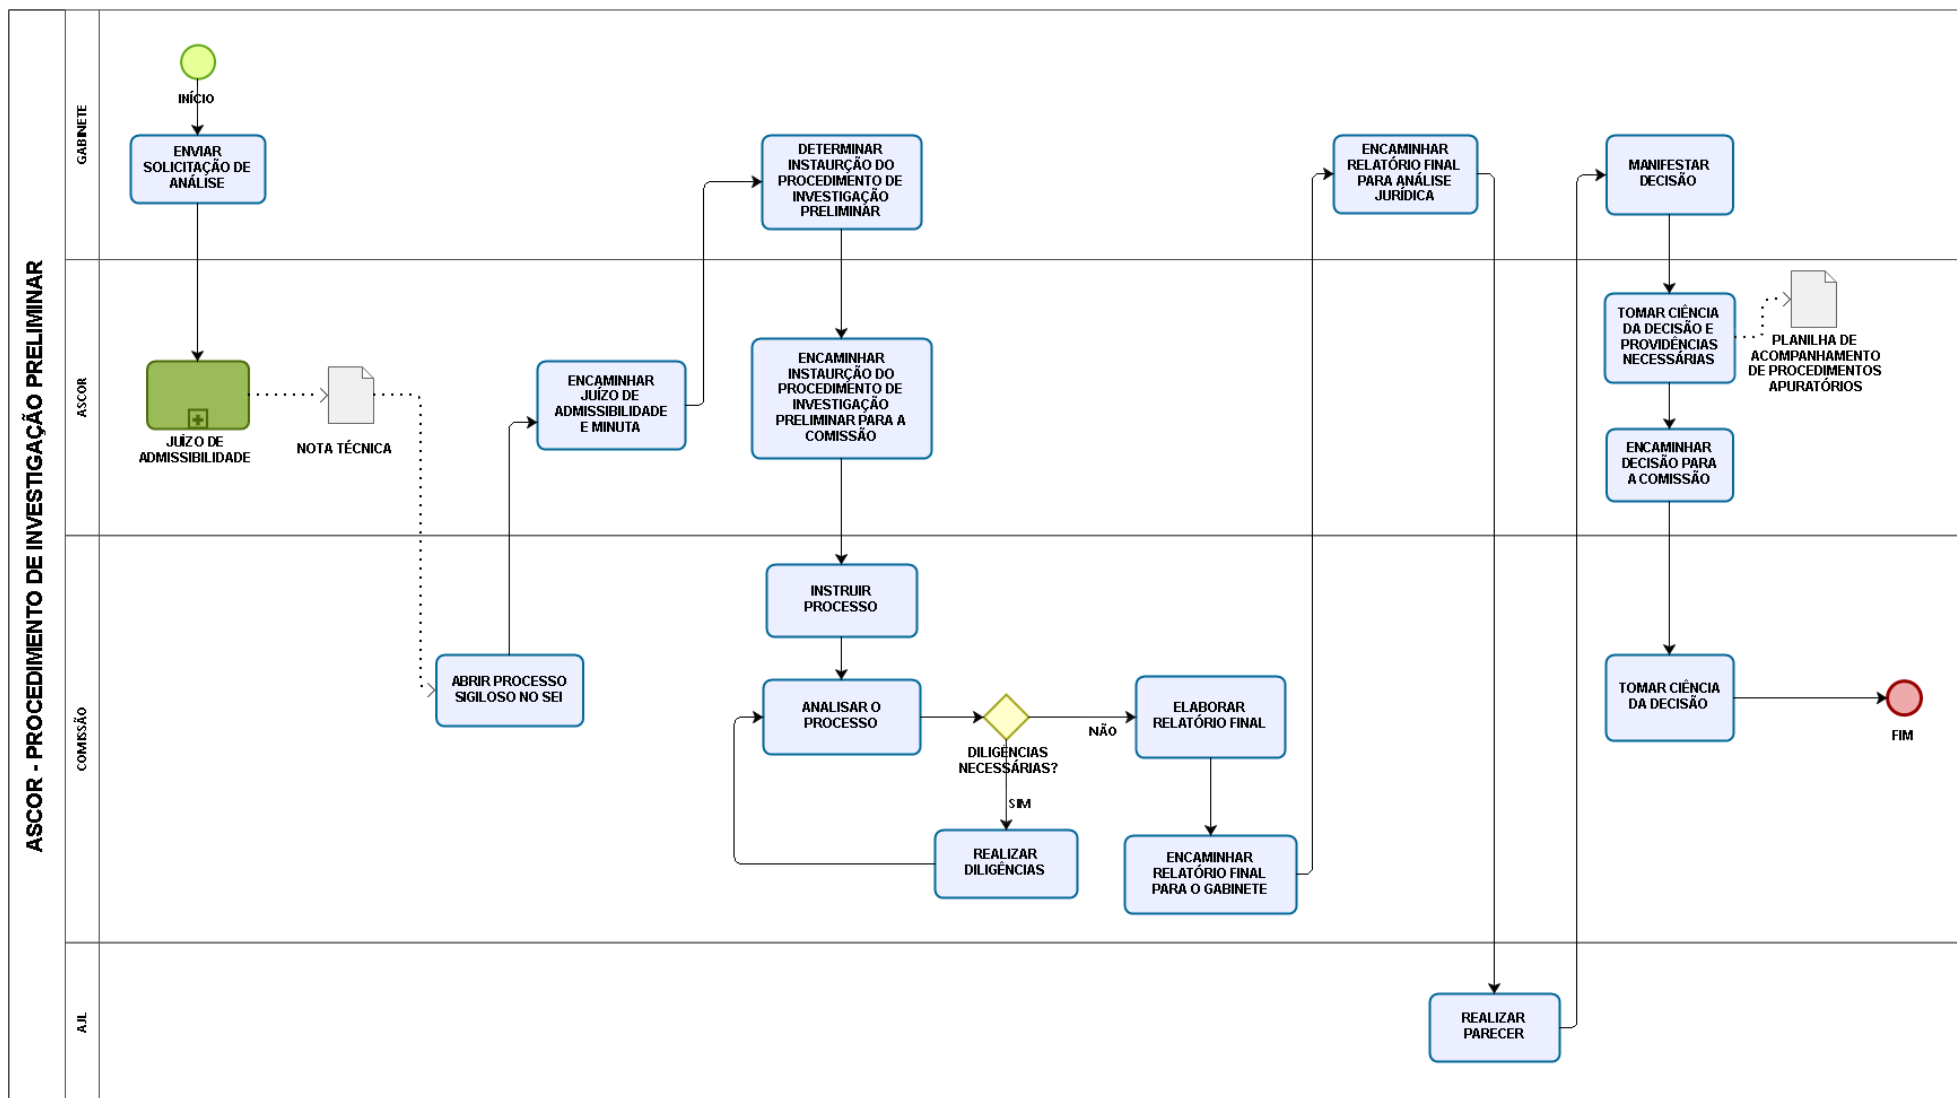 ASCOR - PROCEDIMENTO DE INVESTIGAÇÃO PRELIMINAR
GABINETE
INÍCIO
ENVIAR
SOLICITAÇÃO DE
ANÁLISE
DETERMINAR
INSTAURÇÃO DO
PROCEDIMENTO DE
INVESTIGAÇÃO
PRELIMINAR
ENCAMINHAR
RELATÓRIO FINAL
PARA ANÁLISE
JURÍDICA
MANIFESTAR
DECISÃO
ASCOR
JUÍZO DE
ADMISSIBILIDADE
NOTA TÉCNICA
ENCAMINHAR
JUÍZO DE
ADMISSIBILIDADE
E MINUTA
ENCAMINHAR
INSTAURÇÃO DO
PROCEDIMENTO DE
INVESTIGAÇÃO
PRELIMINAR PARA A
COMISSÃO
TOMAR CIÊNCIA
DA DECISÃO E
PROVIDÊNCIAS
NECESSÁRIAS
PLANILHA DE
ACOMPANHAMENTO
DE PROCEDIMENTOS
APURATÓRIOS
ENCAMINHAR
DECISÃO PARA
A COMISSÃO
COMISSÃO
ABRIR PROCESSO
SIGILOSO NO SEI
INSTRUIR
PROCESSO
ANALISAR O
PROCESSO
DILIGENCIAS
NECESSÁRIAS?
NÃO
SIM
REALIZAR
DILIGÊNCIAS
ELABORAR
RELATÓRIO FINAL
ENCAMINHAR
RELATÓRIO FINAL
PARA O GABINETE
TOMAR CIÊNCIA
DA DECISÃO
FIM
AJL
REALIZAR
PARECER